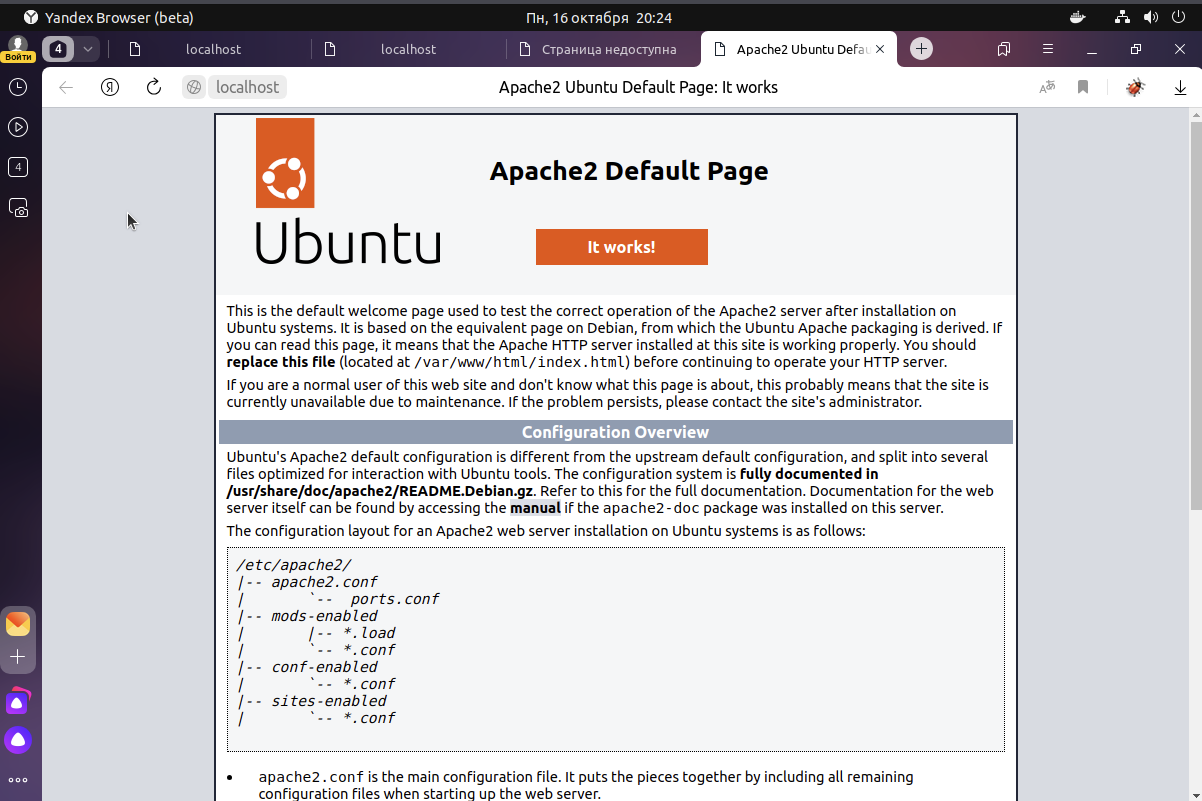 Yandex Browser (beta)
Пн, 16 октября 20:24
Войти
4
localhost
localhost
Страница недоступна
Apache2 Ubuntu Defau
Я
localhost
Apache2 Ubuntu Default Page: It works
4
Apache2 Default Page
Ubuntu
It works!
This is the default welcome page used to test the correct operation of the Apache2 server after installation on
Ubuntu systems. It is based on the equivalent page on Debian, from which the Ubuntu Apache packaging is derived. If
you can read this page, it means that the Apache HTTP server installed at this site is working properly. You should
replace this file (located at /var/www/html/index.html) before continuing to operate your HTTP server.
If you are a normal user of this web site and don't know what this page is about, this probably means that the site is
currently unavailable due to maintenance. If the problem persists, please contact the site's administrator.
Configuration Overview
Ubuntu's Apache2 default configuration is different from the upstream default configuration, and split into several
files optimized for interaction with Ubuntu tools. The configuration system is fully documented in
/usr/share/doc/apache2/README.Debian.gz. Refer to this for the full documentation. Documentation for the web
server itself can be found by accessing the manual if the apache2-doc package was installed on this server.
The configuration layout for an Apache2 web server installation on Ubuntu systems is as follows:
/etc/apache2/
|-- apache2.conf
|       `--  ports.conf
|-- mods-enabled
|       |-- *.load
|       `-- *.conf
|-- conf-enabled
|       `-- *.conf
|-- sites-enabled
|       `-- *.conf
• apache2.conf is the main configuration file. It puts the pieces together by including all remaining
configuration files when starting up the web server.